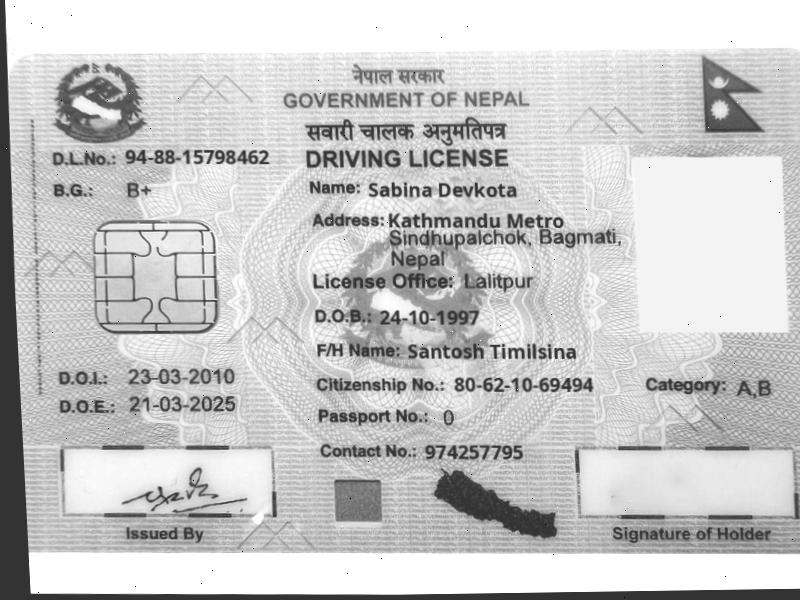 नेपाल सरकार
GOVERNMENT OF NEPAL
सवारी चालक अनुमतिपत्र
DRIVING LICENSE
D.L.No.: 94-88-15798462
B.G.: B+
Name: Sabina Devkota
Address: Kathmandu Metro
Sindhupalchok, Bagmati,
Nepal
License Office: Lalitpur
D.O.B.: 24-10-1997
F/H Name: Santosh Timilsina
D.O.I.: 23-03-2010
Citizenship No.: 80-62-10-69494
Category: A,B
D.O.E.: 21-03-2025
Passport No.: 0
Contact No.: 974257795
Issued By
Signature of Holder